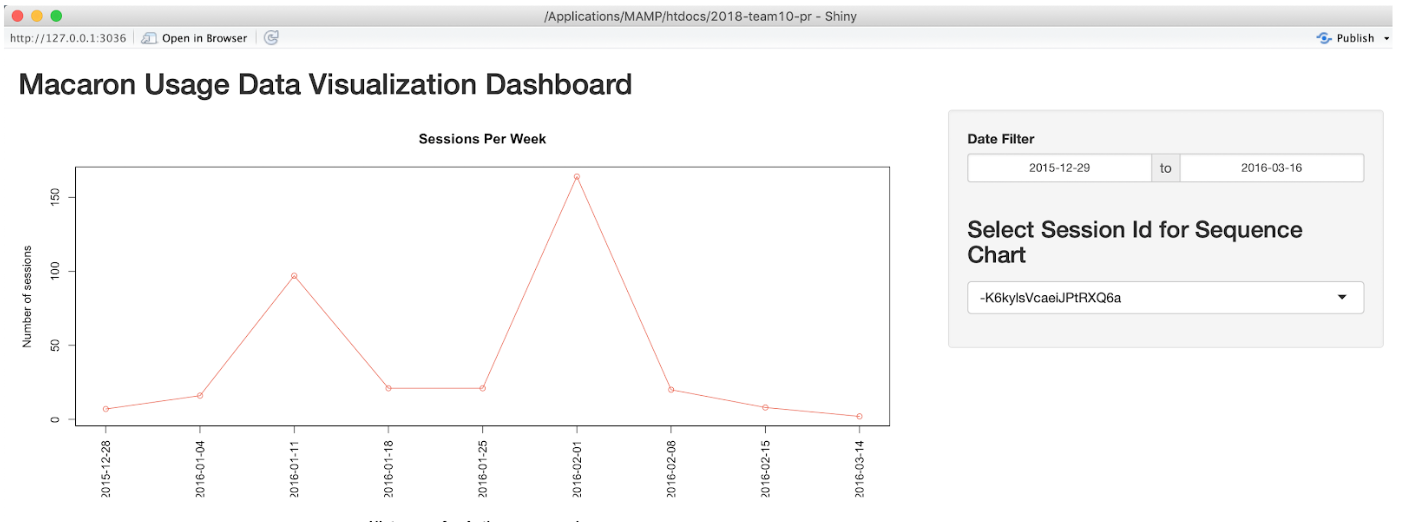 /Applications/MAMP/htdocs/2018-team10-pr - Shiny
http://127.0.0.1:3036 Open in Browser Publish
Macaron Usage Data Visualization Dashboard
Sessions Per Week
Number of sessions
150
100
50
0
2015-12-28
2016-01-04
2016-01-11
2016-01-18
2016-01-25
2016-02-01
2016-02-08
2016-02-15
2016-03-14
Date Filter
2015-12-29 to 2016-03-16
Select Session Id for Sequence
Chart
-K6kylsVcaeiJPtRXQ6a